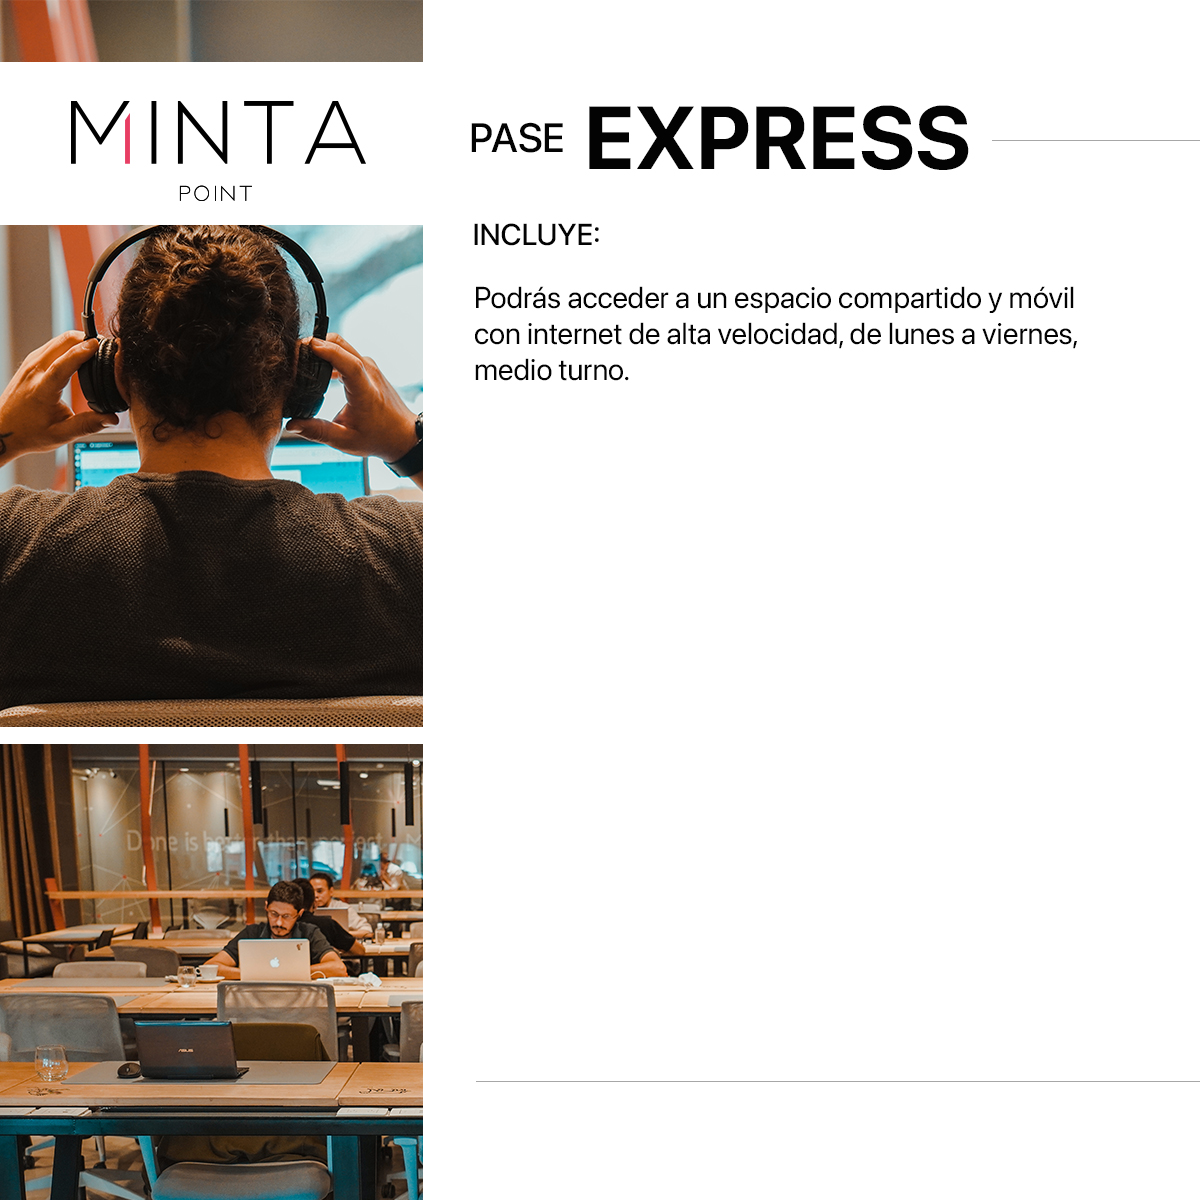 MINTA
POINT
PASE EXPRESS
INCLUYE:
Podrás acceder a un espacio compartido y móvil
con internet de alta velocidad, de lunes a viernes,
medio turno.
Done is better than
ASUS